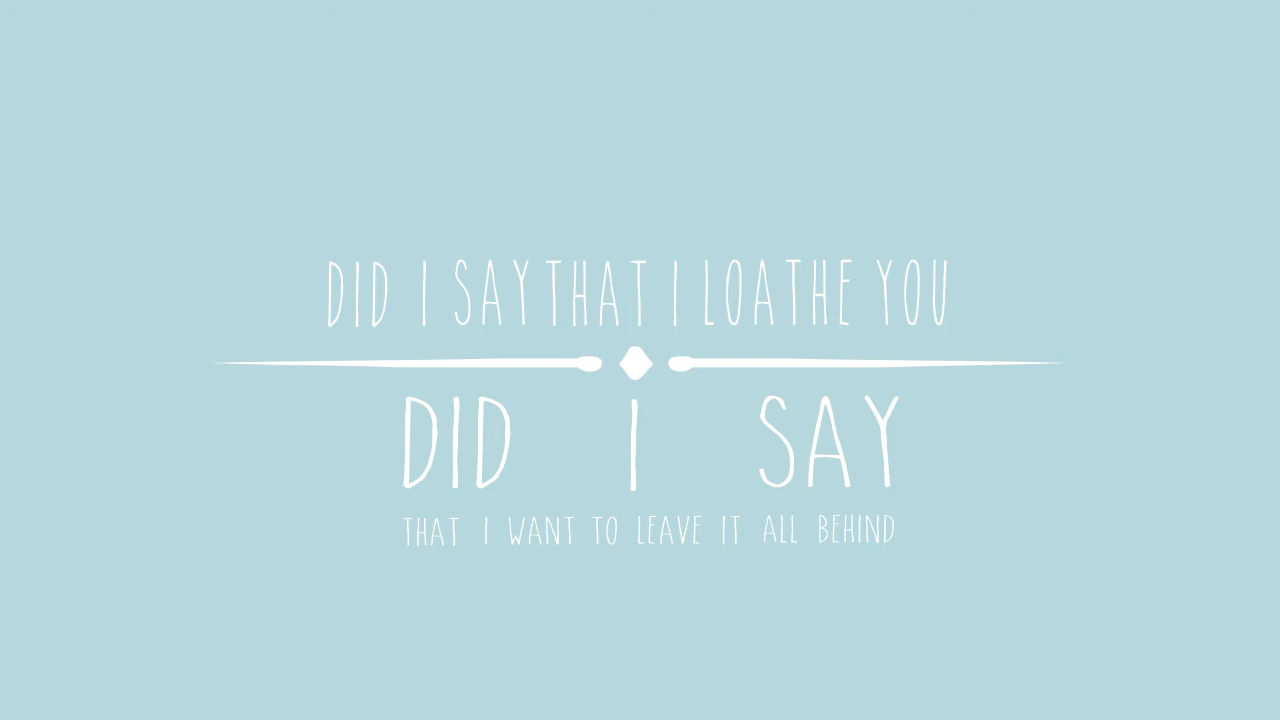 DID I SAY THAT I LOATHE YOU
DID I SAY
THAT I WANT TO LEAVE IT ALL BEHIND